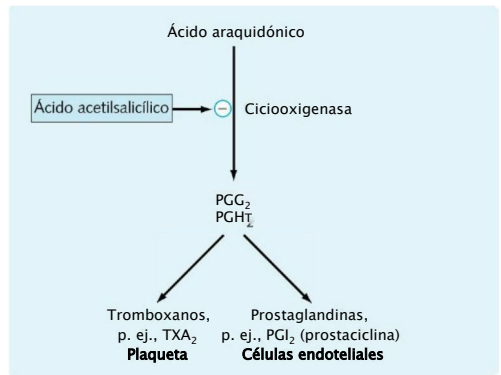 Ácido araquidónico
Ácido acetilsalicílico
Ciciooxigenasa
PGG₂
PGH₂
Tromboxanos,
p. ej., TXA₂
Plaqueta
Prostaglandinas,
p. ej., PGI₂ (prostaciclina)
Células endoteliales